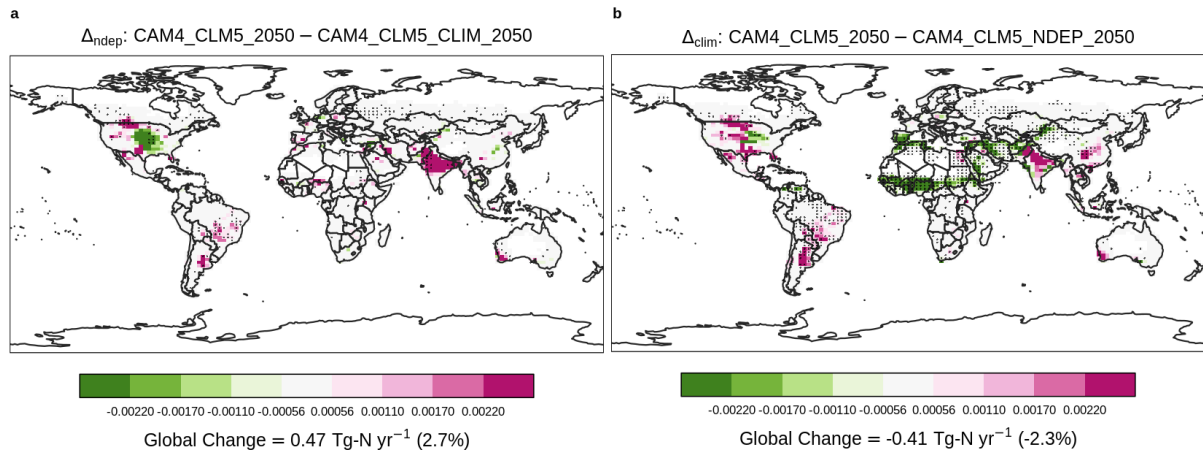 a
Δndep: CAM4_CLM5_2050 — CAM4_CLM5_CLIM_2050
-0.00220 -0.00170 -0.00110 -0.00056 0.00056 0.00110 0.00170 0.00220
Global Change = 0.47 Tg-N yr⁻¹ (2.7%)
b
Δclim: CAM4_CLM5_2050 — CAM4_CLM5_NDEP_2050
-0.00220 -0.00170 -0.00110 -0.00056 0.00056 0.00110 0.00170 0.00220
Global Change = -0.41 Tg-N yr⁻¹ (-2.3%)